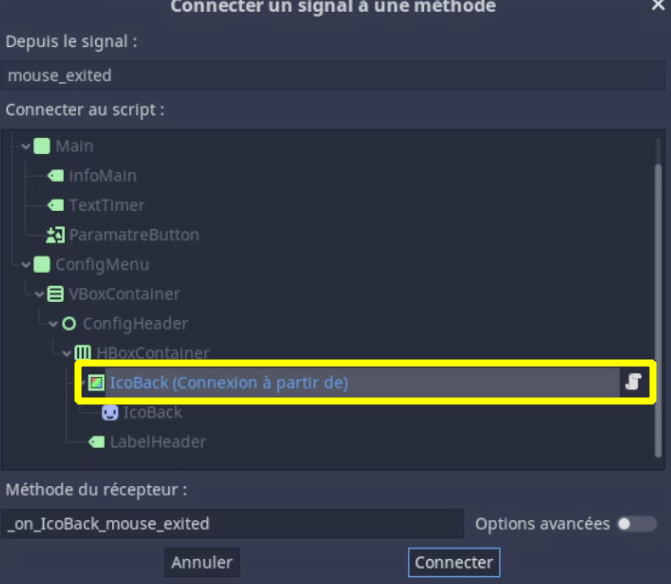 Connecter un signal à une méthode
Depuis le signal :
mouse_exited
Connecter au script :
Main
infoMain
TextTimer
ParamatreButton
ConfigMenu
VBoxContainer
ConfigHeader
HBoxContainer
IcoBack (Connexion à partir de)
IcoBack
LabelHeader
Méthode du récepteur :
_on_IcoBack_mouse_exited
Options avancées
Annuler
Connecter